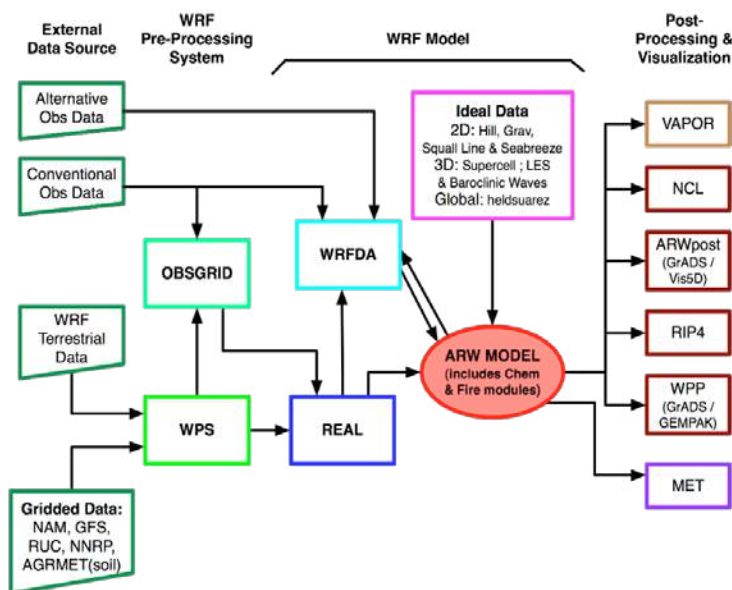 External
Data Source
WRF
Pre-Processing
System
WRF Model
Post-
Processing &
Visualization
Alternative
Obs Data
Conventional
Obs Data
WRF
Terrestrial
Data
Gridded Data:
NAM, GFS,
RUC, NNRP,
AGRMET(soil)
OBSGRID
WPS
WRFDA
REAL
Ideal Data
2D: Hill, Grav,
Squall Line & Seabreeze
3D: Supercell ; LES
& Baroclinic Waves
Global: heldsuarez
ARW MODEL
(includes Chem
& Fire modules)
VAPOR
NCL
ARWpost
(GrADS /
Vis5D)
RIP4
WPP
(GrADS /
GEMPAK)
MET